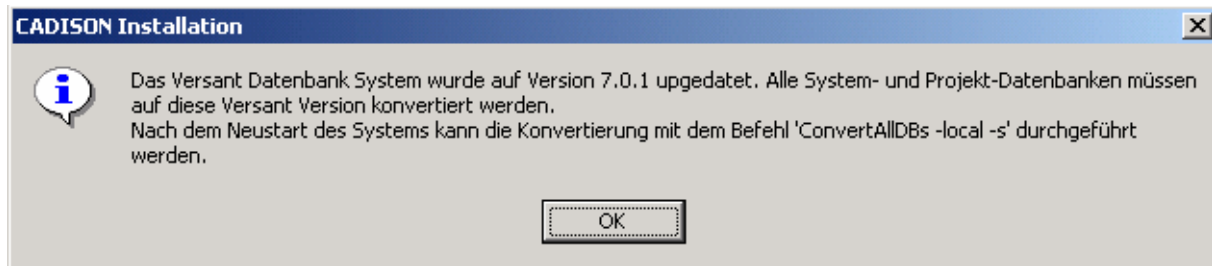 CADISON Installation
Das Versant Datenbank System wurde auf Version 7.0.1 upgedatet. Alle System- und Projekt-Datenbanken müssen
auf diese Versant Version konvertiert werden.
Nach dem Neustart des Systems kann die Konvertierung mit dem Befehl 'ConvertAllDBs -local -s' durchgeführt
werden.
OK